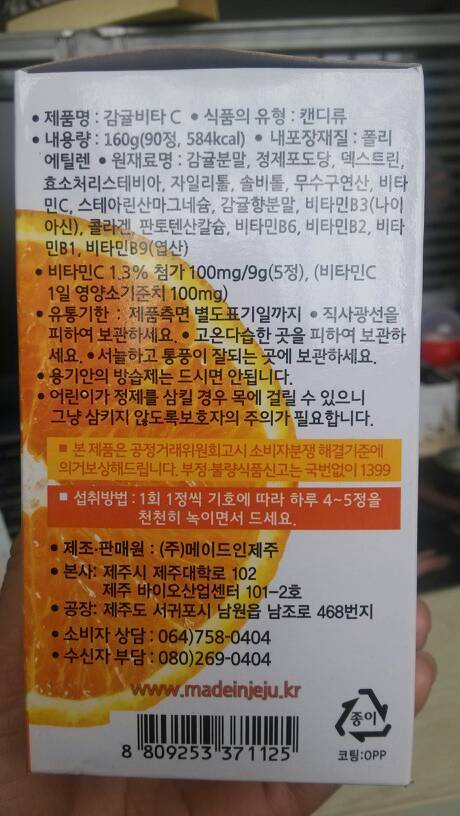 • 제품명 : 감귤비타 C • 식품의 유형 : 캔디류
• 내용량 : 160g(90정, 584kcal) • 내포장재질 : 폴리
에틸렌 • 원재료명 : 감귤분말, 정제포도당, 덱스트린,
효소처리스테비아, 자일리톨, 솔비톨, 무수구연산, 비타
민C, 스테아린산마그네슘, 감귤향분말, 비타민B3(나이
아신), 콜라겐, 판토텐산칼슘, 비타민B6, 비타민B2, 비타
민B1, 비타민B9(엽산)
• 비타민C 1.3% 첨가 100mg/9g(5정), (비타민C
1일 영양소기준치 100mg)
• 유통기한 : 제품측면 별도표기일까지 • 직사광선을
피하여 보관하세요. • 고온다습한 곳을 피하여 보관하
세요. • 서늘하고 통풍이 잘되는 곳에 보관하세요.
• 용기안의 방습제는 드시면 안됩니다.
• 어린이가 정제를 삼킬 경우 목에 걸릴 수 있으니
그냥 삼키지 않도록보호자의 주의가 필요합니다.
■ 본 제품은 공정거래위원회고시 소비자분쟁 해결기준에
의거보상해드립니다. 부정·불량식품신고는 국번없이 1399
■ 섭취방법 : 1회 1정씩 기호에 따라 하루 4~5정을
천천히 녹이면서 드세요.
• 제조·판매원 : (주)메이드인제주
• 본사: 제주시 제주대학로 102
제주 바이오산업센터 101-2호
• 공장: 제주도 서귀포시 남원읍 남조로 468번지
• 소비자 상담 : 064)758-0404
• 수신자 부담 : 080)269-0404
www.madeinjeju.kr
종이
코팅:OPP
8 809253 371125